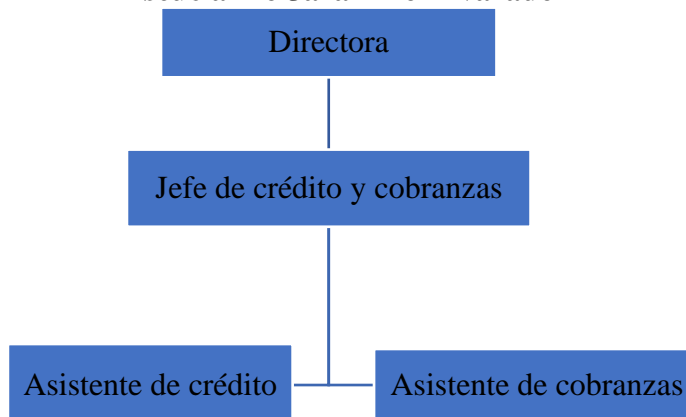 Directora
Jefe de crédito y cobranzas
Asistente de crédito
Asistente de cobranzas